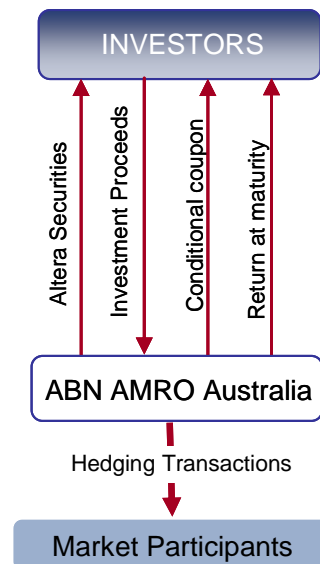 INVESTORS
Altera Securities
Investment Proceeds
Conditional coupon
Return at maturity
ABN AMRO Australia
Hedging Transactions
Market Participants